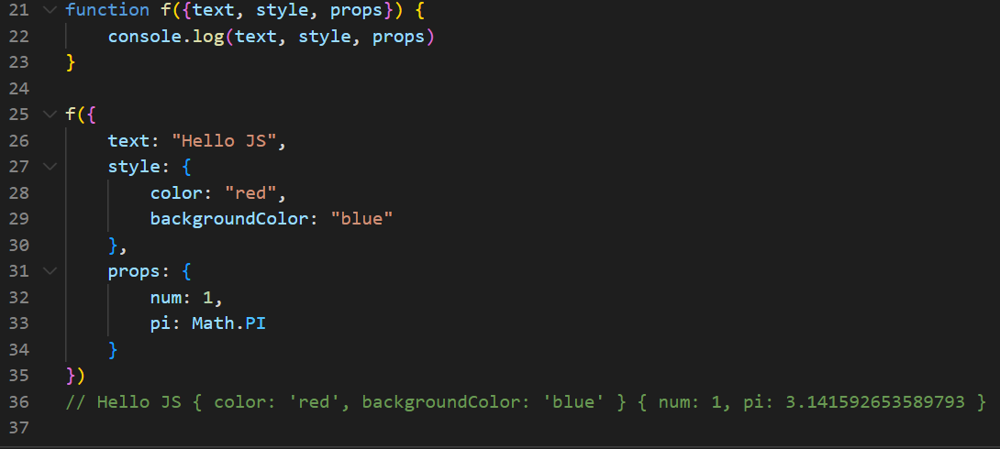 21 function f({text, style, props}) {
22     console.log(text, style, props)
23 }
24
25 f({
26     text: "Hello JS",
27     style: {
28         color: "red",
29         backgroundColor: "blue"
30     },
31     props: {
32         num: 1,
33         pi: Math.PI
34     }
35 })
36 // Hello JS { color: 'red', backgroundColor: 'blue' } { num: 1, pi: 3.141592653589793 }
37